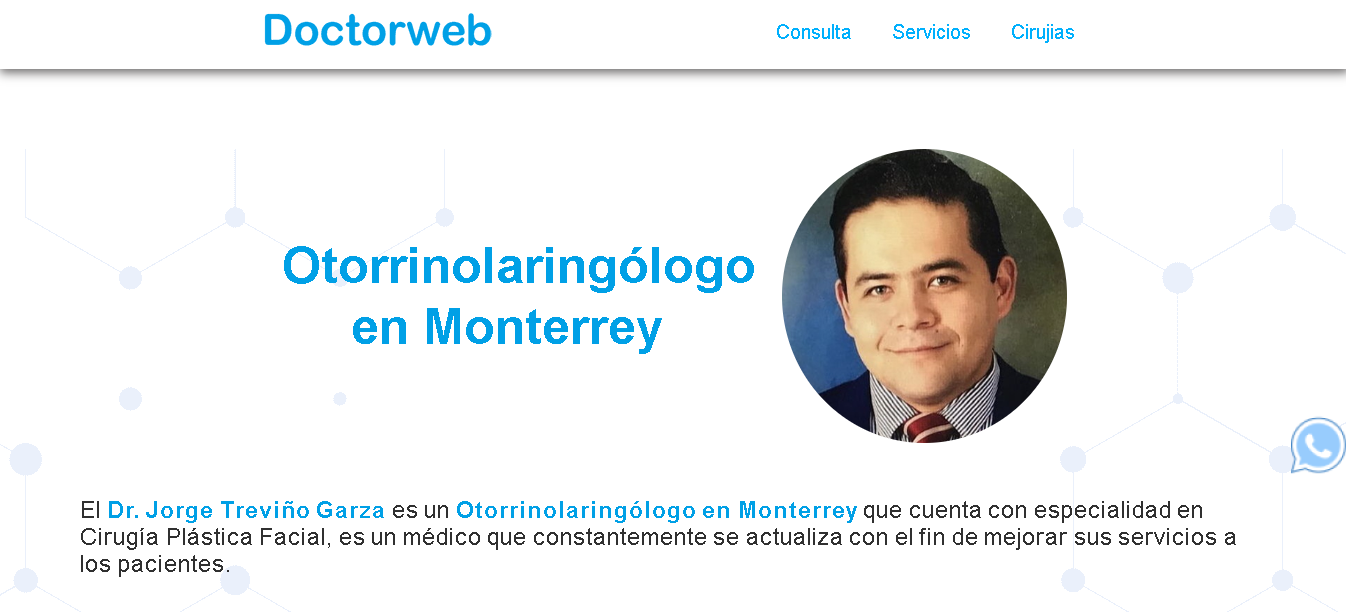 Doctorweb
Consulta Servicios Cirujias
Otorrinolaringólogo
en Monterrey
El Dr. Jorge Treviño Garza es un Otorrinolaringólogo en Monterrey que cuenta con especialidad en
Cirugía Plástica Facial, es un médico que constantemente se actualiza con el fin de mejorar sus servicios a
los pacientes.